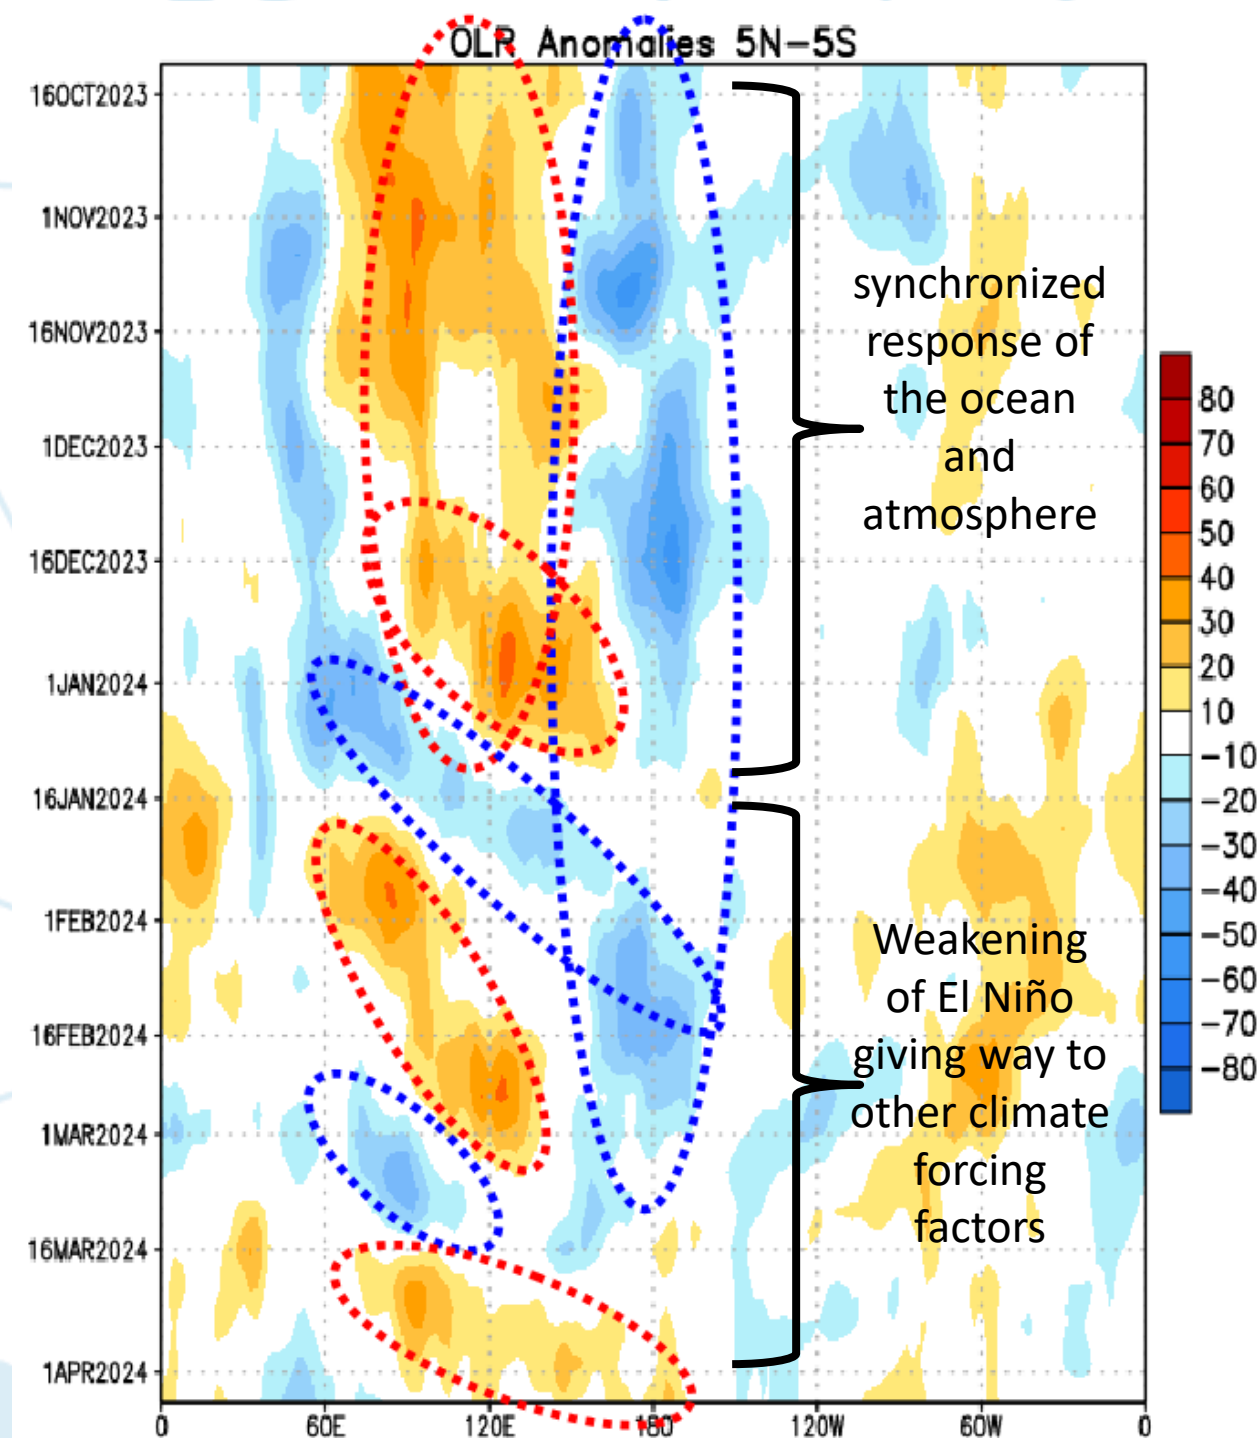 OLR Anomalies 5N-5S
16OCT2023
1NOV2023
16NOV2023
1DEC2023
16DEC2023
1JAN2024
16JAN2024
1FEB2024
16FEB2024
1MAR2024
16MAR2024
1APR2024
0
60E
120E
180
120W
60W
0
synchronized
response of
the ocean
and
atmosphere
Weakening
of El Niño
giving way to
other climate
forcing
factors
80
70
60
50
40
30
20
10
-10
-20
-30
-40
-50
-60
-70
-80